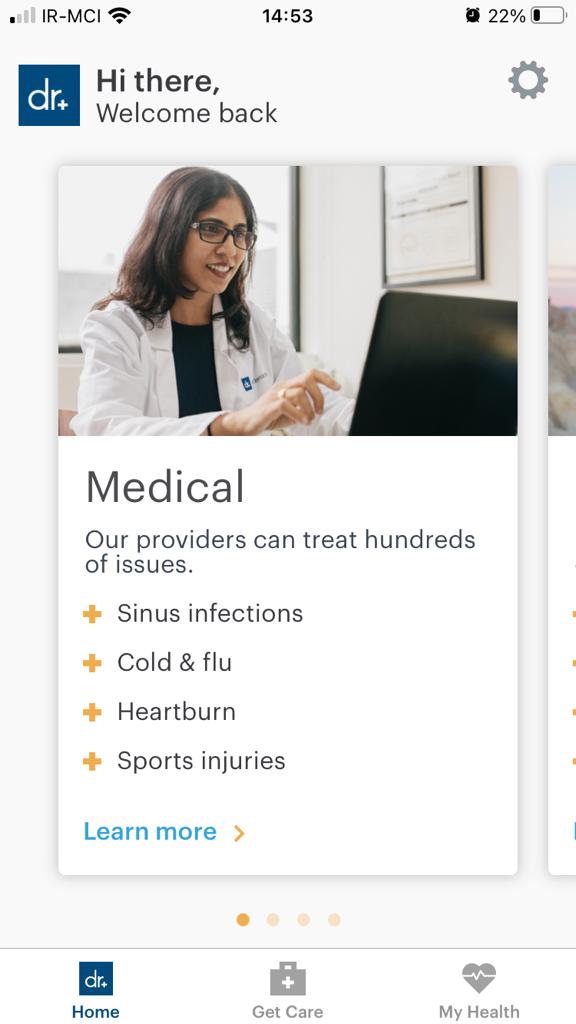 IR-MCI
14:53
22%
dr+
Hi there,
Welcome back
Medical
Our providers can treat hundreds
of issues.
Sinus infections
Cold & flu
Heartburn
Sports injuries
Learn more
dr+
Home
Get Care
My Health